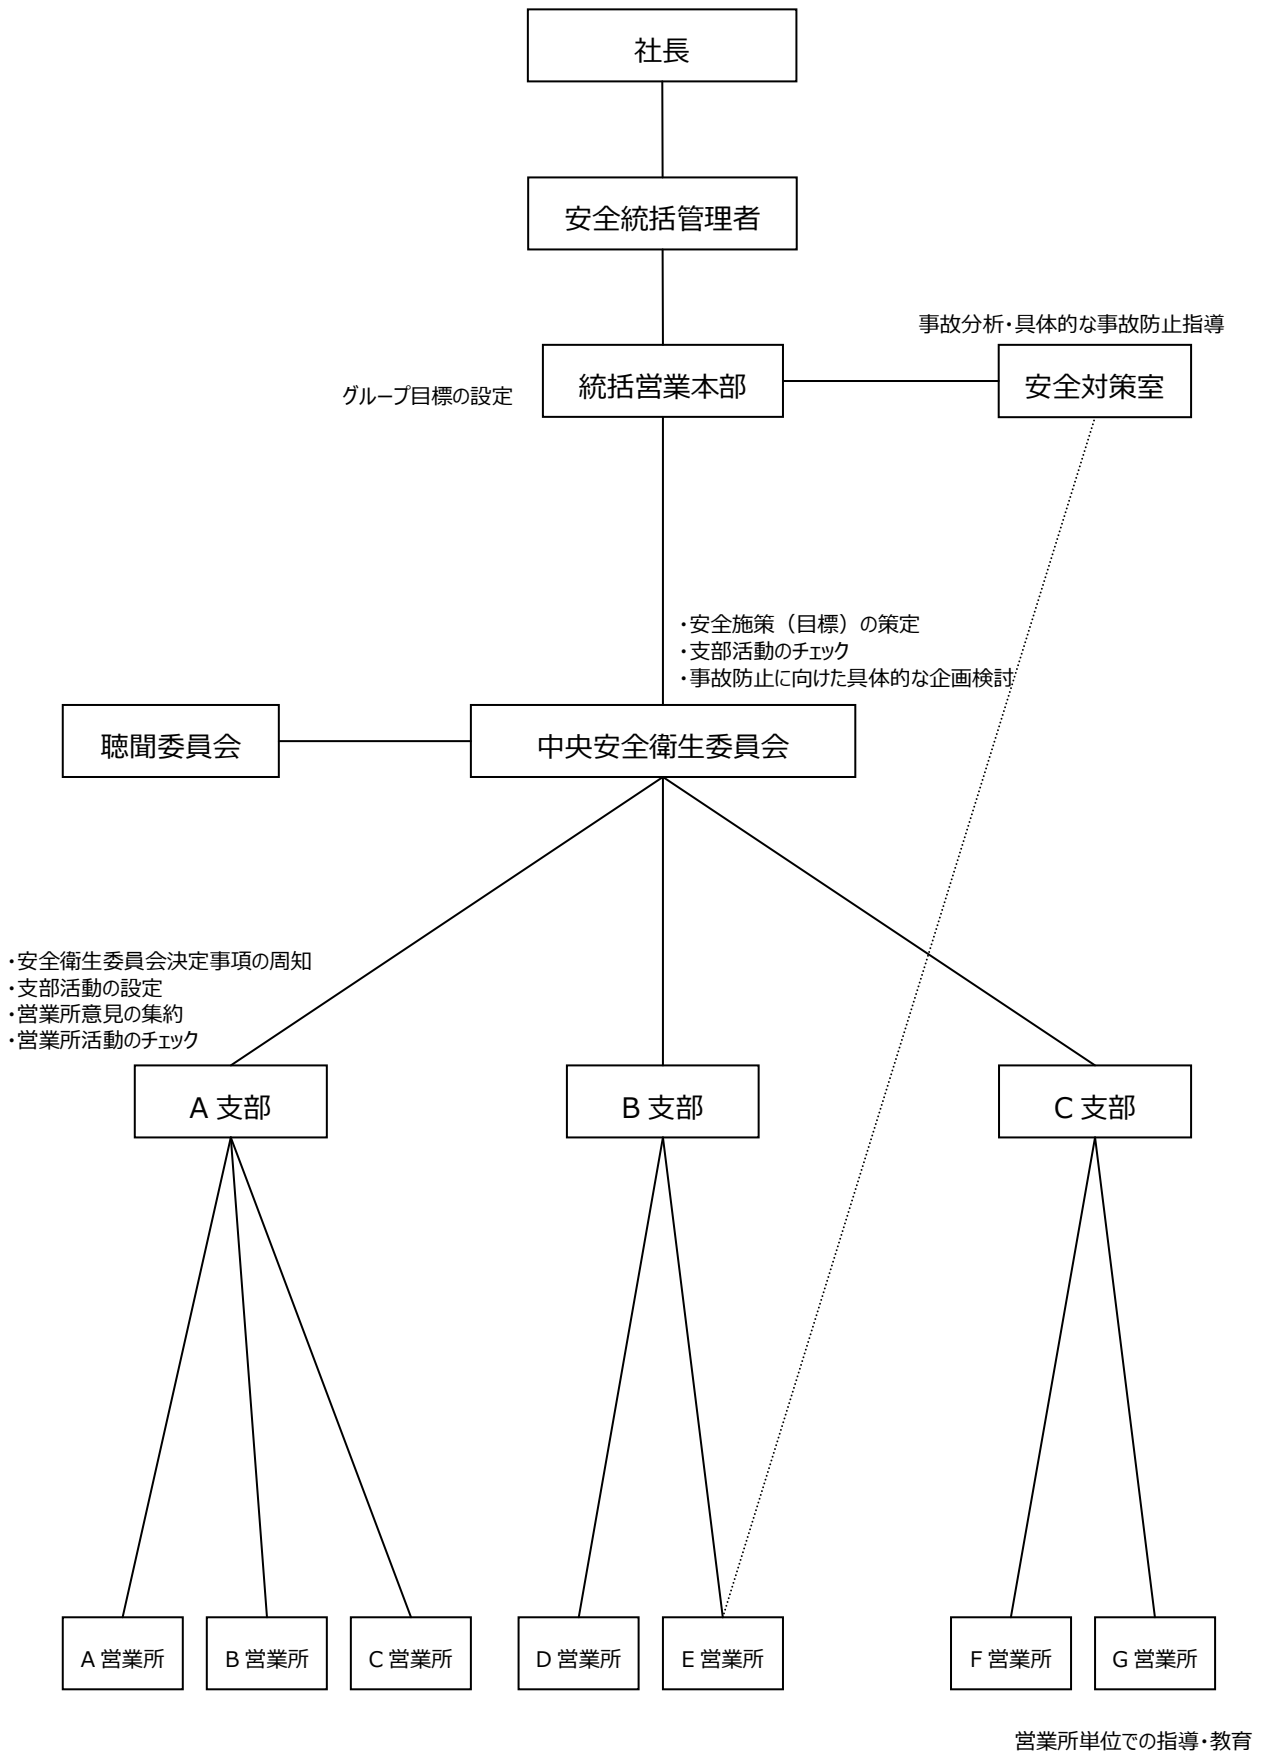 社長
安全統括管理者
事故分析・具体的な事故防止指導
グループ目標の設定
統括営業本部
安全対策室
・安全施策（目標）の策定
・支部活動のチェック
・事故防止に向けた具体的な企画検討
聴聞委員会
中央安全衛生委員会
・安全衛生委員会決定事項の周知
・支部活動の設定
・営業所意見の集約
・営業所活動のチェック
A 支部
B 支部
C 支部
A 営業所
B 営業所
C 営業所
D 営業所
E 営業所
F 営業所
G 営業所
営業所単位での指導・教育